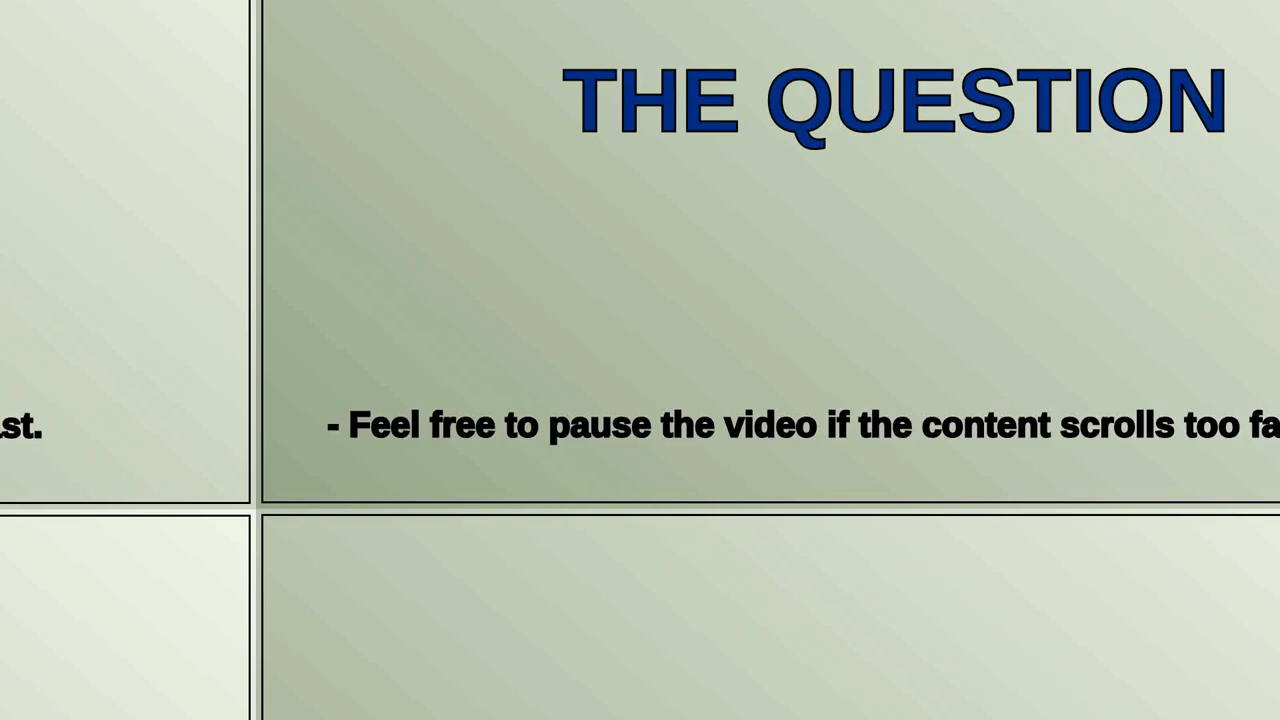 THE QUESTION
st.
- Feel free to pause the video if the content scrolls too fa